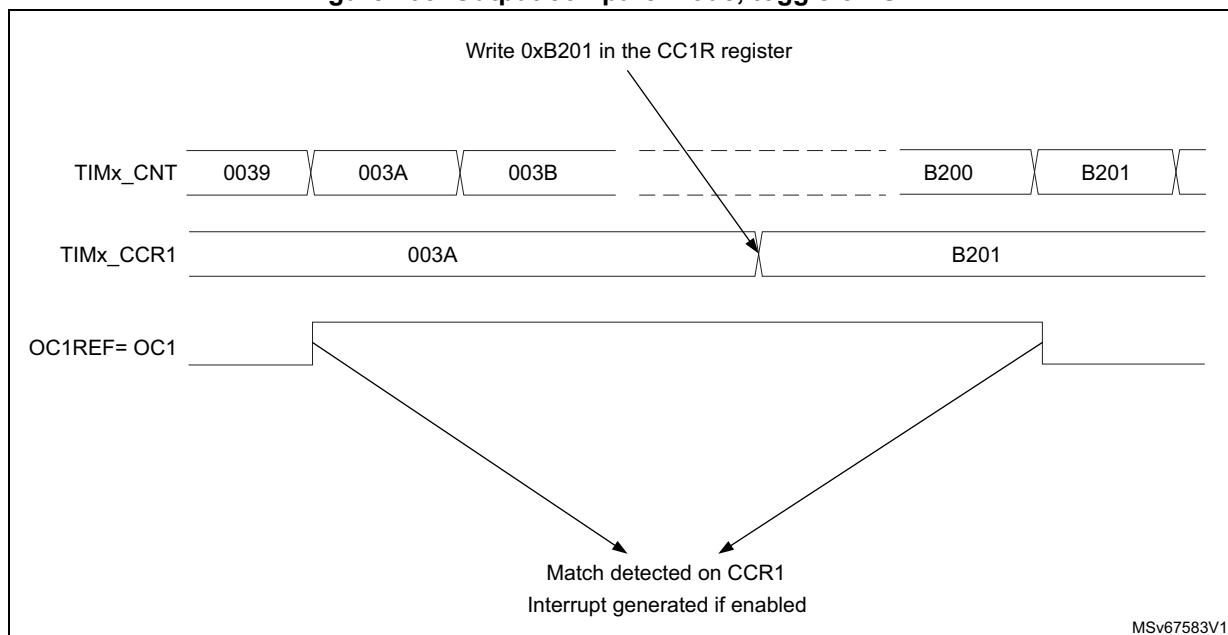 Write 0xB201 in the CC1R register
TIMx_CNT 0039 003A 003B B200 B201
TIMx_CCR1 003A B201
OC1REF= OC1
Match detected on CCR1
Interrupt generated if enabled
MSv67583V1